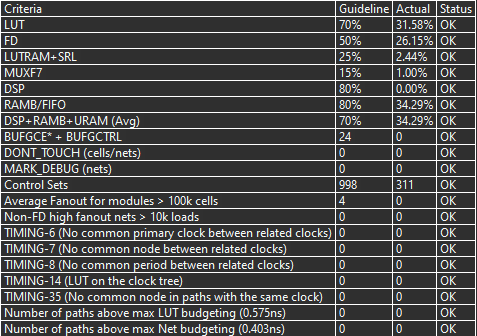 Criteria Guideline Actual Status
LUT 70% 31.58% OK
FD 50% 26.15% OK
LUTRAM+SRL 25% 2.44% OK
MUXF7 15% 1.00% OK
DSP 80% 0.00% OK
RAMB/FIFO 80% 34.29% OK
DSP+RAMB+URAM (Avg) 70% 34.29% OK
BUFGCE* + BUFGCTRL 24 0 OK
DONT_TOUCH (cells/nets) 0 0 OK
MARK_DEBUG (nets) 0 0 OK
Control Sets 998 311 OK
Average Fanout for modules > 100k cells 4 0 OK
Non-FD high fanout nets > 10k loads 0 0 OK
TIMING-6 (No common primary clock between related clocks) 0 0 OK
TIMING-7 (No common node between related clocks) 0 0 OK
TIMING-8 (No common period between related clocks) 0 0 OK
TIMING-14 (LUT on the clock tree) 0 0 OK
TIMING-35 (No common node in paths with the same clock) 0 0 OK
Number of paths above max LUT budgeting (0.575ns) 0 0 OK
Number of paths above max Net budgeting (0.403ns) 0 0 OK